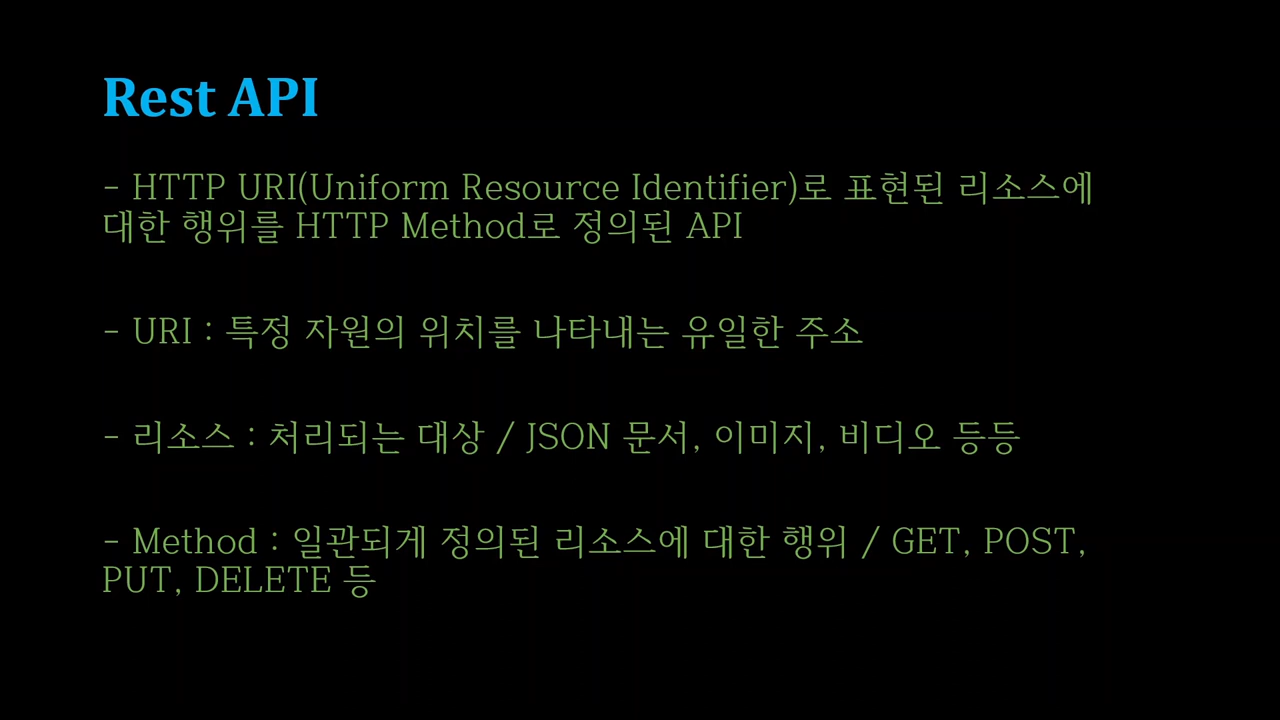 Rest API
- HTTP URI(Uniform Resource Identifier)로 표현된 리소스에
대한 행위를 HTTP Method로 정의된 API
- URI : 특정 자원의 위치를 나타내는 유일한 주소
- 리소스 : 처리되는 대상 / JSON 문서, 이미지, 비디오 등등
- Method : 일관되게 정의된 리소스에 대한 행위 / GET, POST,
PUT, DELETE 등